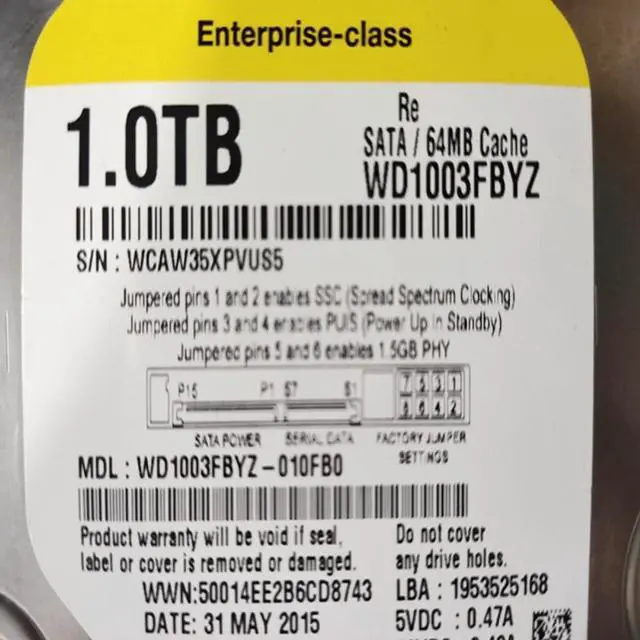 Enterprise-class
1.0TB
Re
SATA / 64MB Cache
WD1003FBYZ
S/N : WCAW35XPVUS5
Jumpered pins 1 and 2 enables SSC (Spread Spectrum Clocking)
Jumpered pins 3 and 4 enables PUIS (Power Up In Standby)
Jumpered pins 5 and 6 enables 1.5GB PHY
P15 P1 S7 S1
7 5 3 1
8 6 4 2
SATA POWER SERIAL DATA FACTORY JUMPER
SETTINGS
MDL : WD1003FBYZ-010FB0
Product warranty will be void if seal,
label or cover is removed or damaged.
Do not cover
any drive holes.
WWN:50014EE2B6CD8743
LBA : 1953525168
DATE: 31 MAY 2015
5VDC : 0.47A